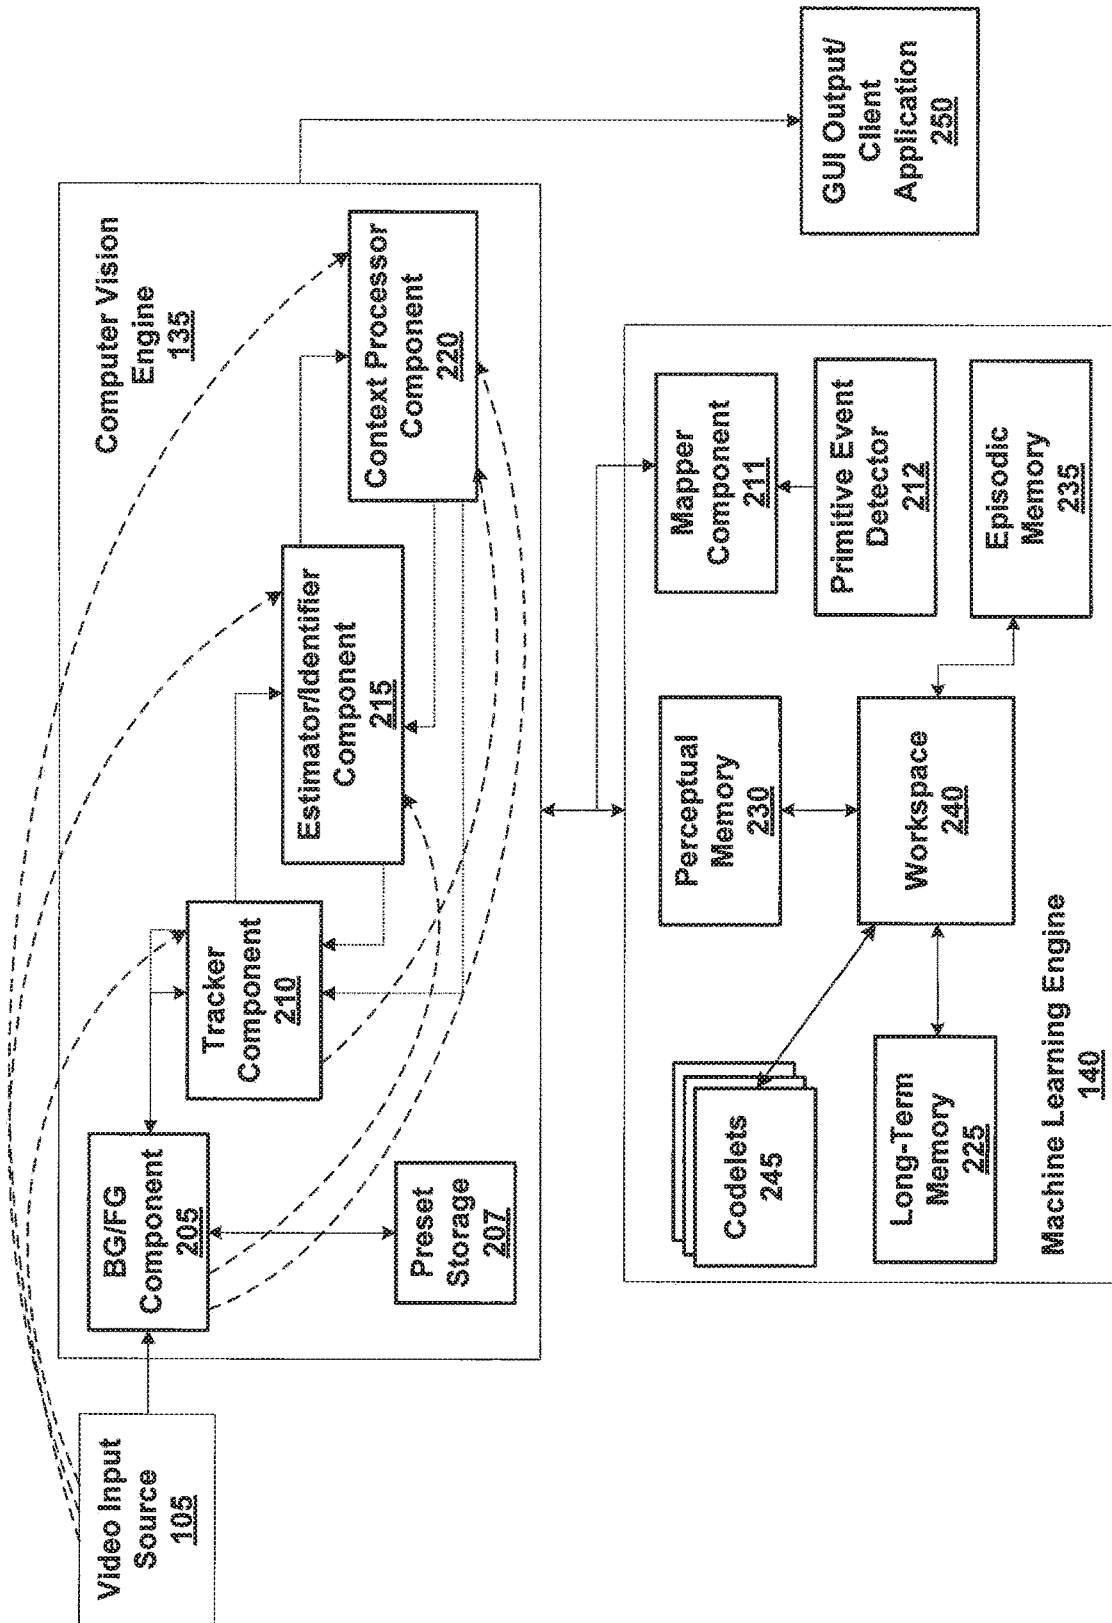 Video Input
Source
105
Computer Vision
Engine
135
BG/FG
Component
205
Preset
Storage
207
Tracker
Component
210
Estimator/Identifier
Component
215
Context Processor
Component
220
GUI Output/
Client
Application
250
Codelets
245
Long-Term
Memory
225
Perceptual
Memory
230
Workspace
240
Mapper
Component
211
Primitive Event
Detector
212
Episodic
Memory
235
Machine Learning Engine
140